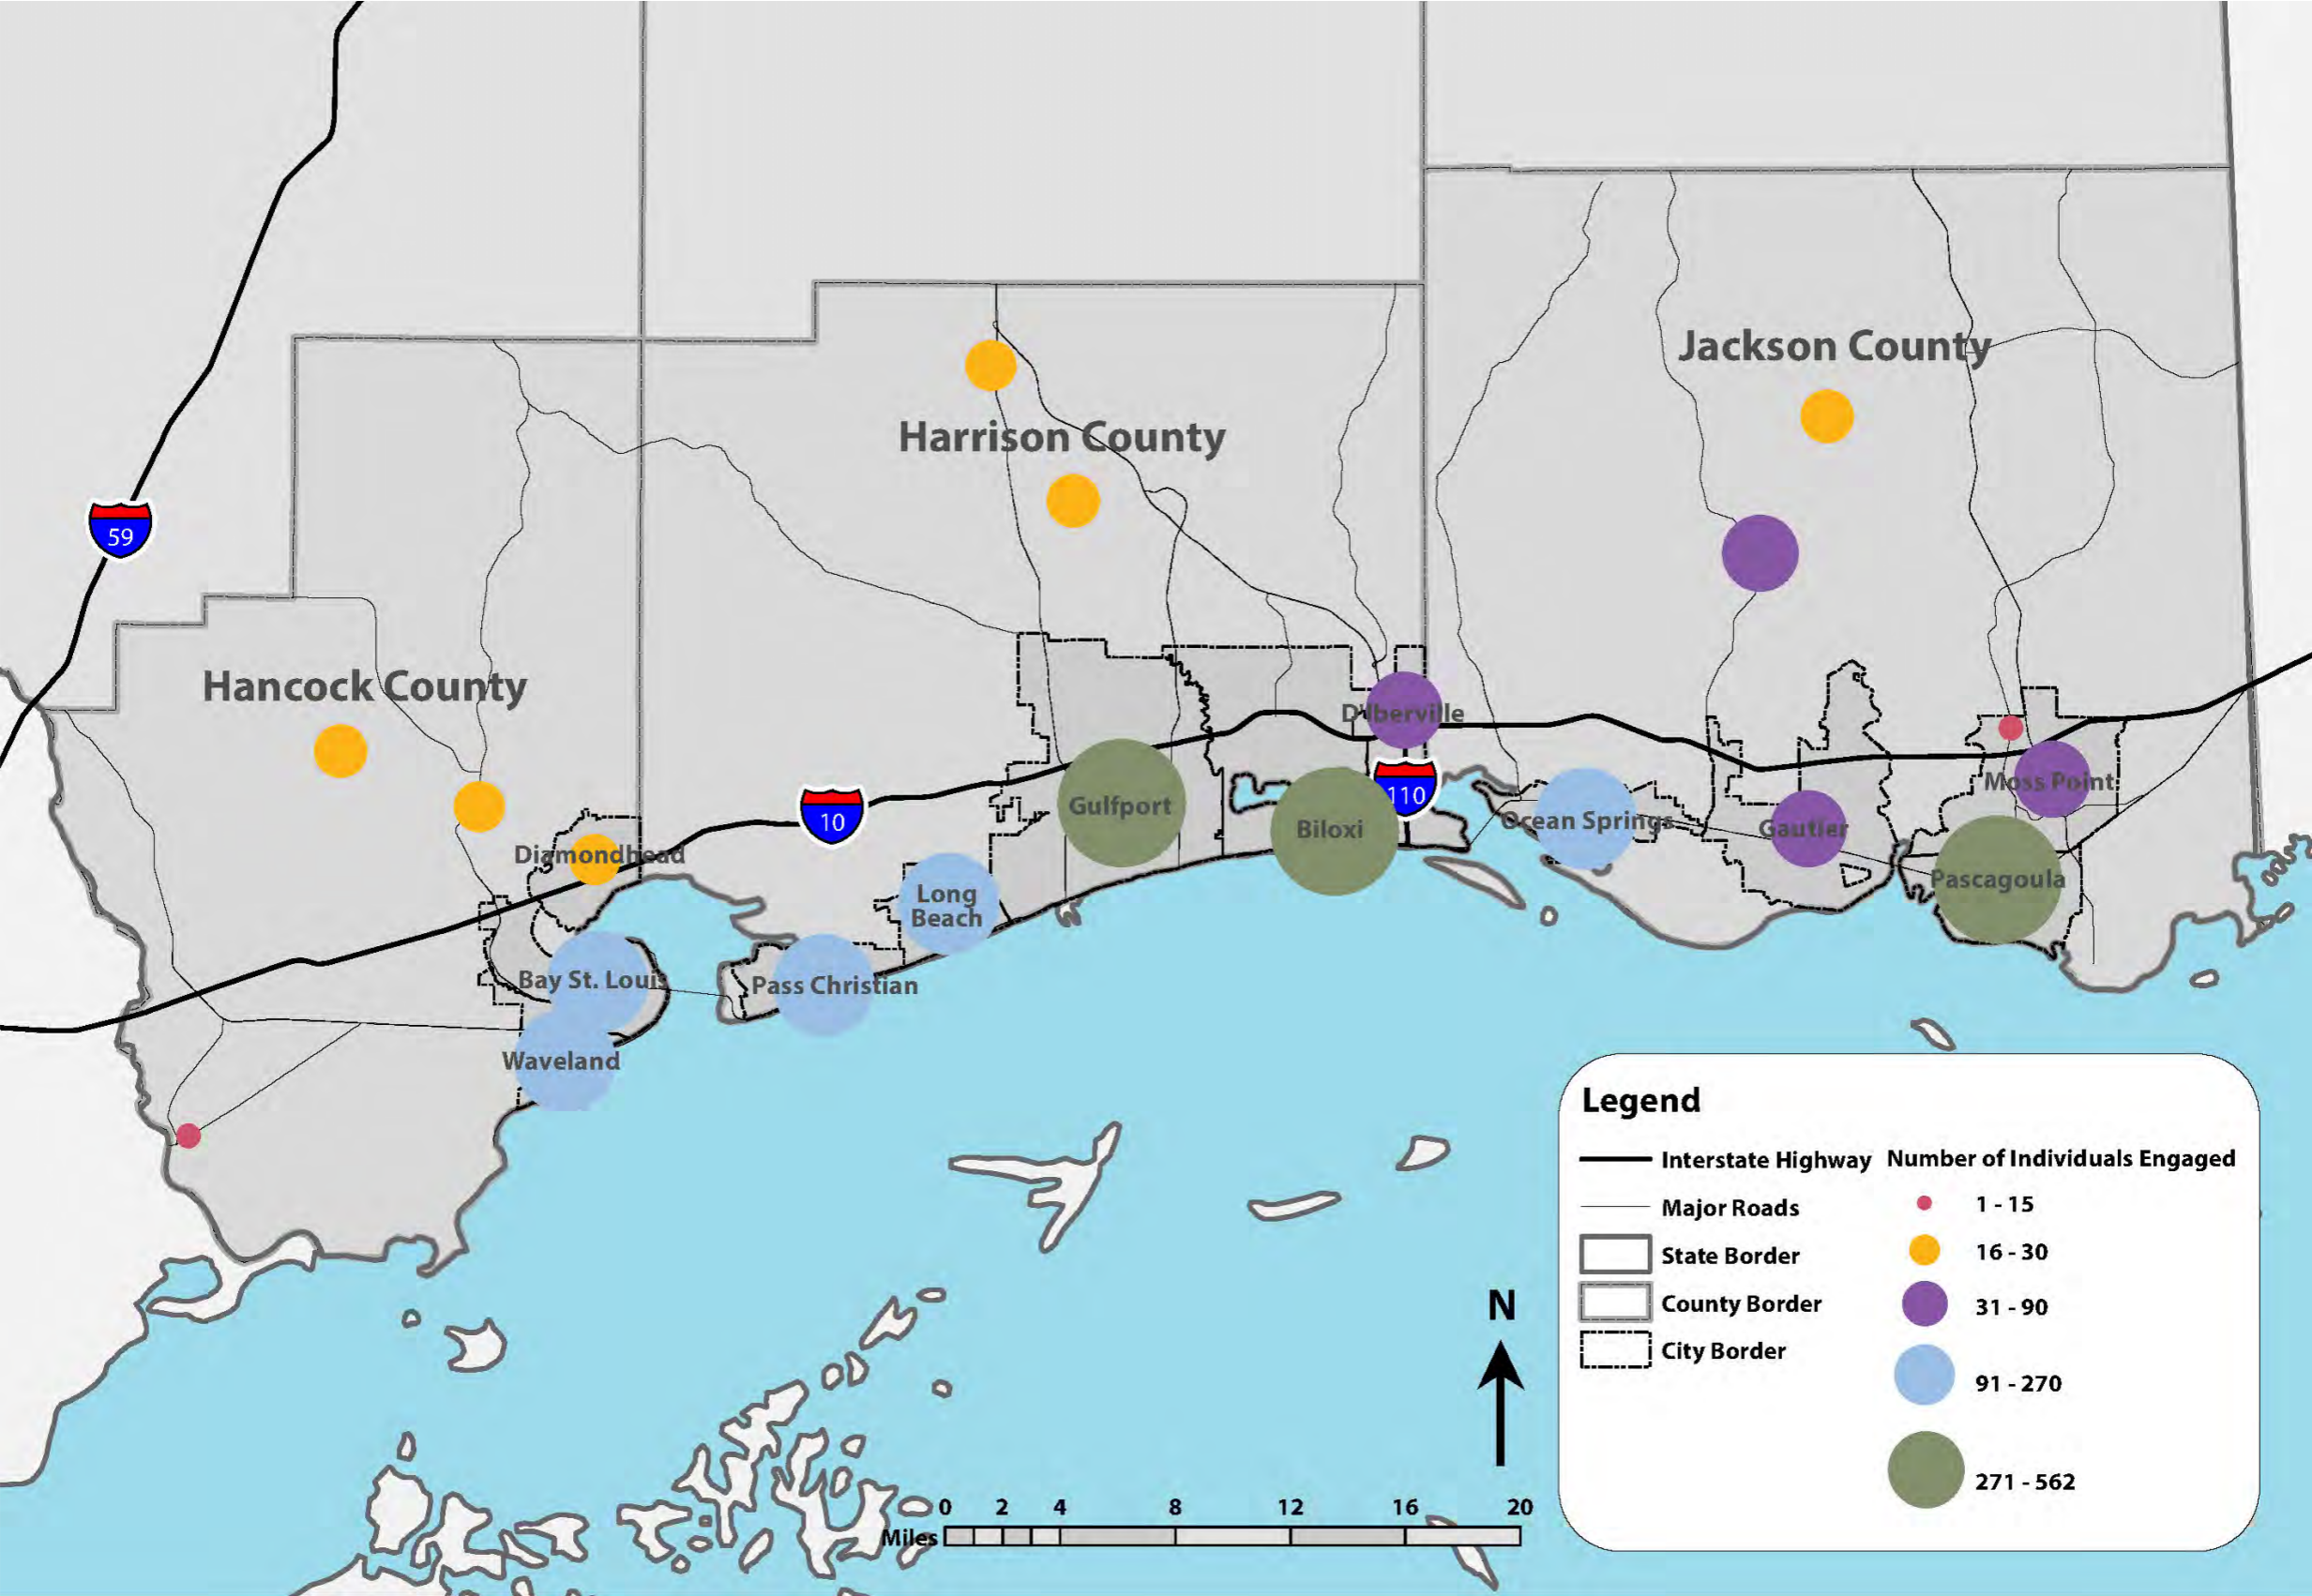 Jackson County
Harrison County
59
Hancock County
D'Iberville
Moss Point
110
Gulfport
10
Ocean Springs
Biloxi
Gautier
Diamondhead
Pascagoula
Long
Beach
Bay St. Louis
Pass Christian
Waveland
Legend
Interstate Highway
Major Roads
State Border
County Border
City Border
Number of Individuals Engaged
1 - 15
16 - 30
31 - 90
91 - 270
271 - 562
N
0 2 4 8 12 16 20
Miles